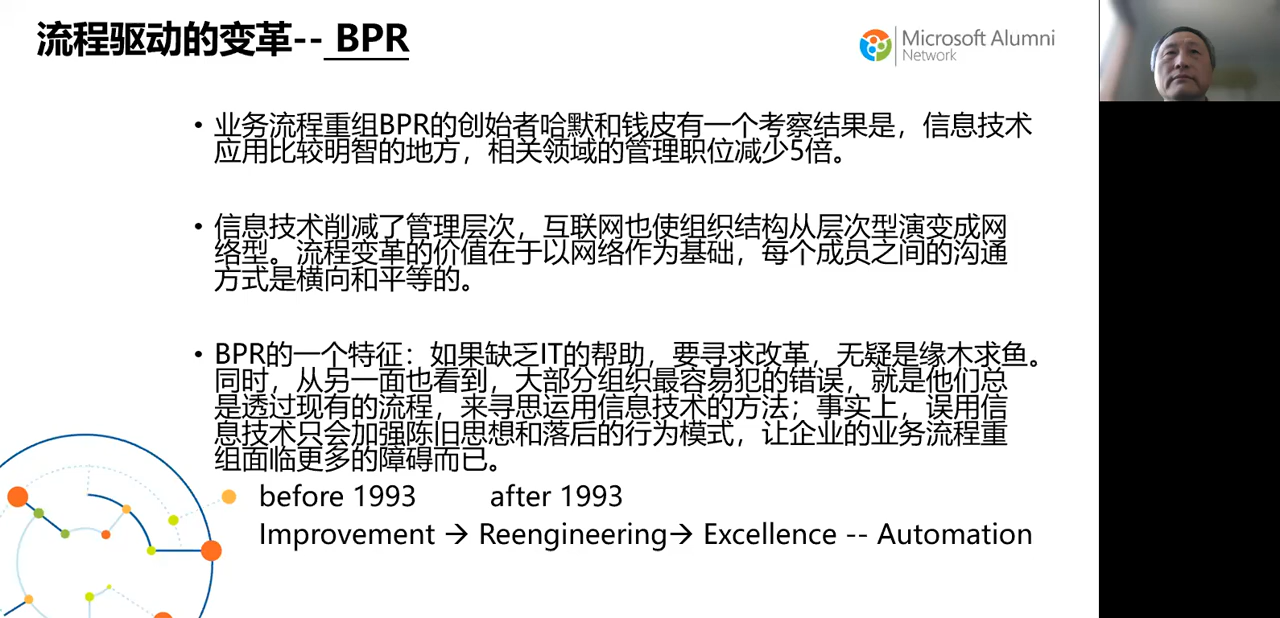 流程驱动的变革-- BPR
Microsoft Alumni
Network
• 业务流程重组BPR的创始者哈默和钱皮有一个考察结果是，信息技术
应用比较明智的地方，相关领域的管理职位减少5倍。
• 信息技术削减了管理层次，互联网也使组织结构从层次型演变成网
络型。流程变革的价值在于以网络作为基础，每个成员之间的沟通
方式是横向和平等的。
• BPR的一个特征：如果缺乏IT的帮助，要寻求改革，无疑是缘木求鱼。
同时，从另一面也看到，大部分组织最容易犯的错误，就是他们总
是透过现有的流程，来寻思运用信息技术的方法；事实上，误用信
息技术只会加强陈旧思想和落后的行为模式，让企业的业务流程重
组面临更多的障碍而已。
before 1993 after 1993
Improvement → Reengineering→ Excellence -- Automation